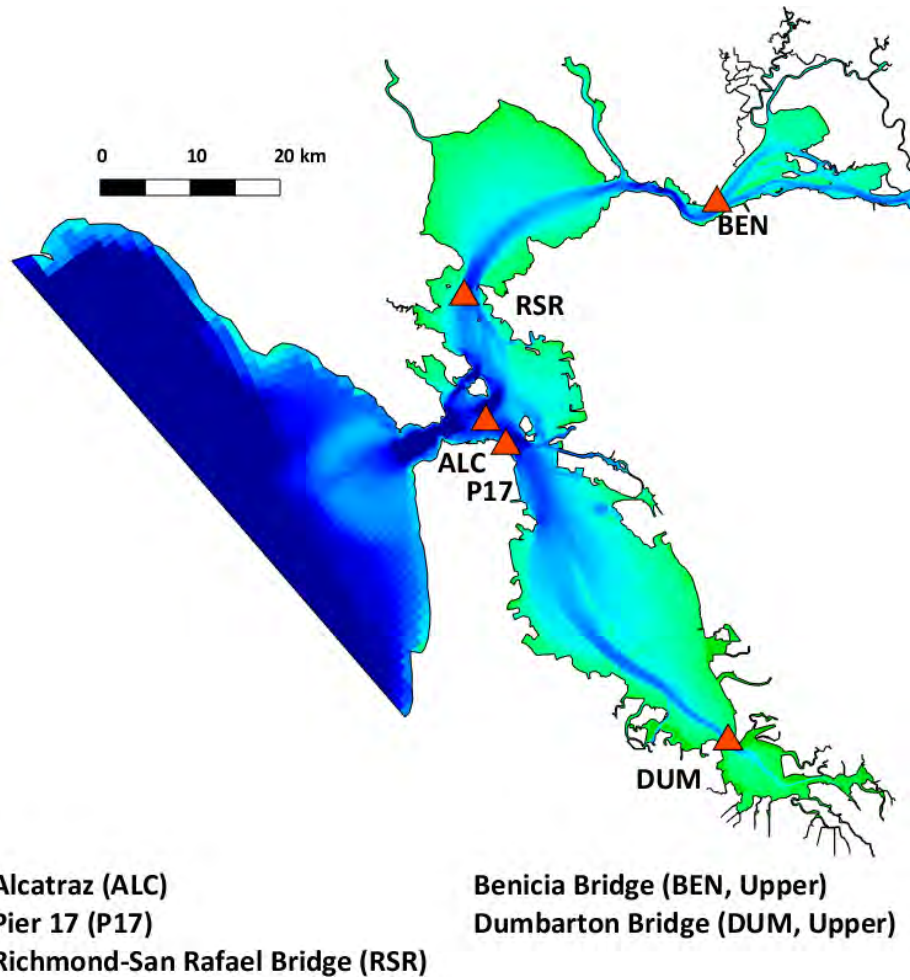 0 10 20 km
BEN
RSR
ALC
P17
DUM
Alcatraz (ALC)
Pier 17 (P17)
Richmond-San Rafael Bridge (RSR)
Benicia Bridge (BEN, Upper)
Dumbarton Bridge (DUM, Upper)